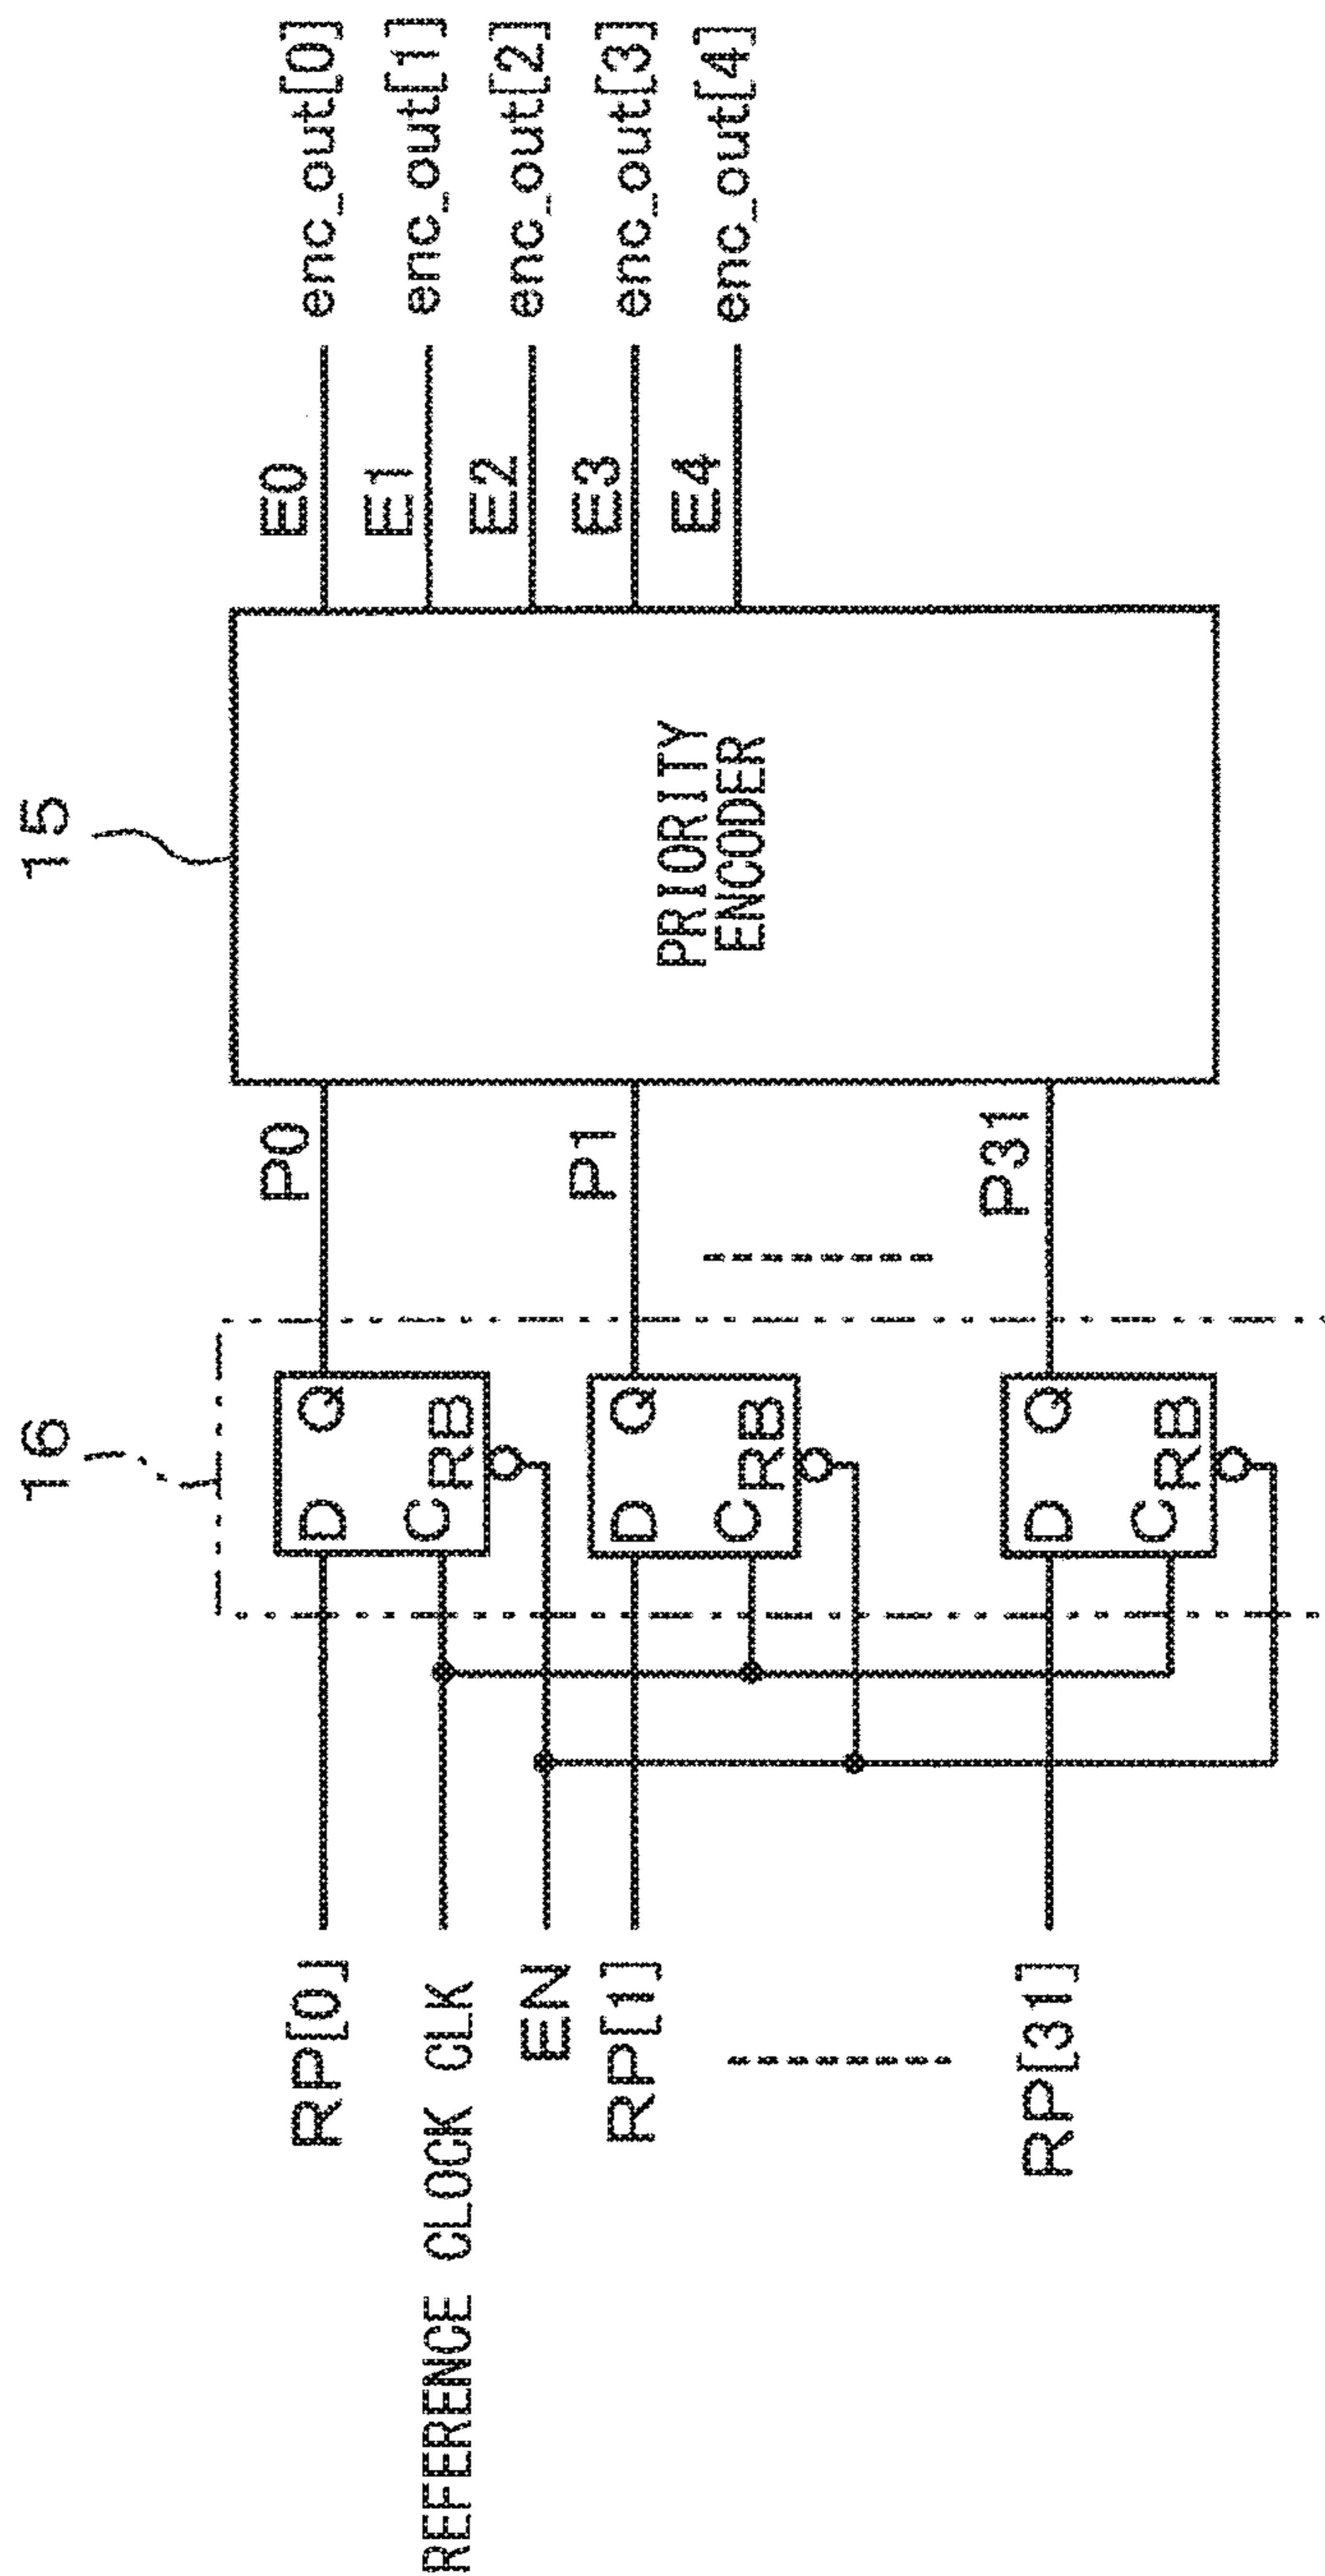 16
15
RP[0]
D
Q
P0
E0
enc_out[0]
REFERENCE CLOCK CLK
C
RB
E1
enc_out[1]
EN
E2
enc_out[2]
RP[1]
D
Q
P1
E3
enc_out[3]
C
RB
PRIORITY
ENCODER
E4
enc_out[4]
RP[31]
D
Q
P31
C
RB